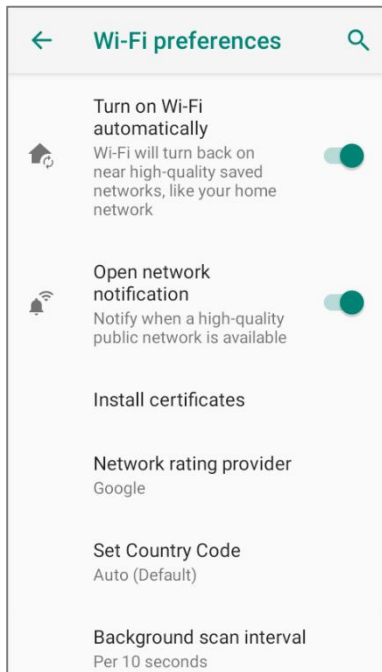 Wi-Fi preferences
Turn on Wi-Fi
automatically
Wi-Fi will turn back on
near high-quality saved
networks, like your home
network
Open network
notification
Notify when a high-quality
public network is available
Install certificates
Network rating provider
Google
Set Country Code
Auto (Default)
Background scan interval
Per 10 seconds